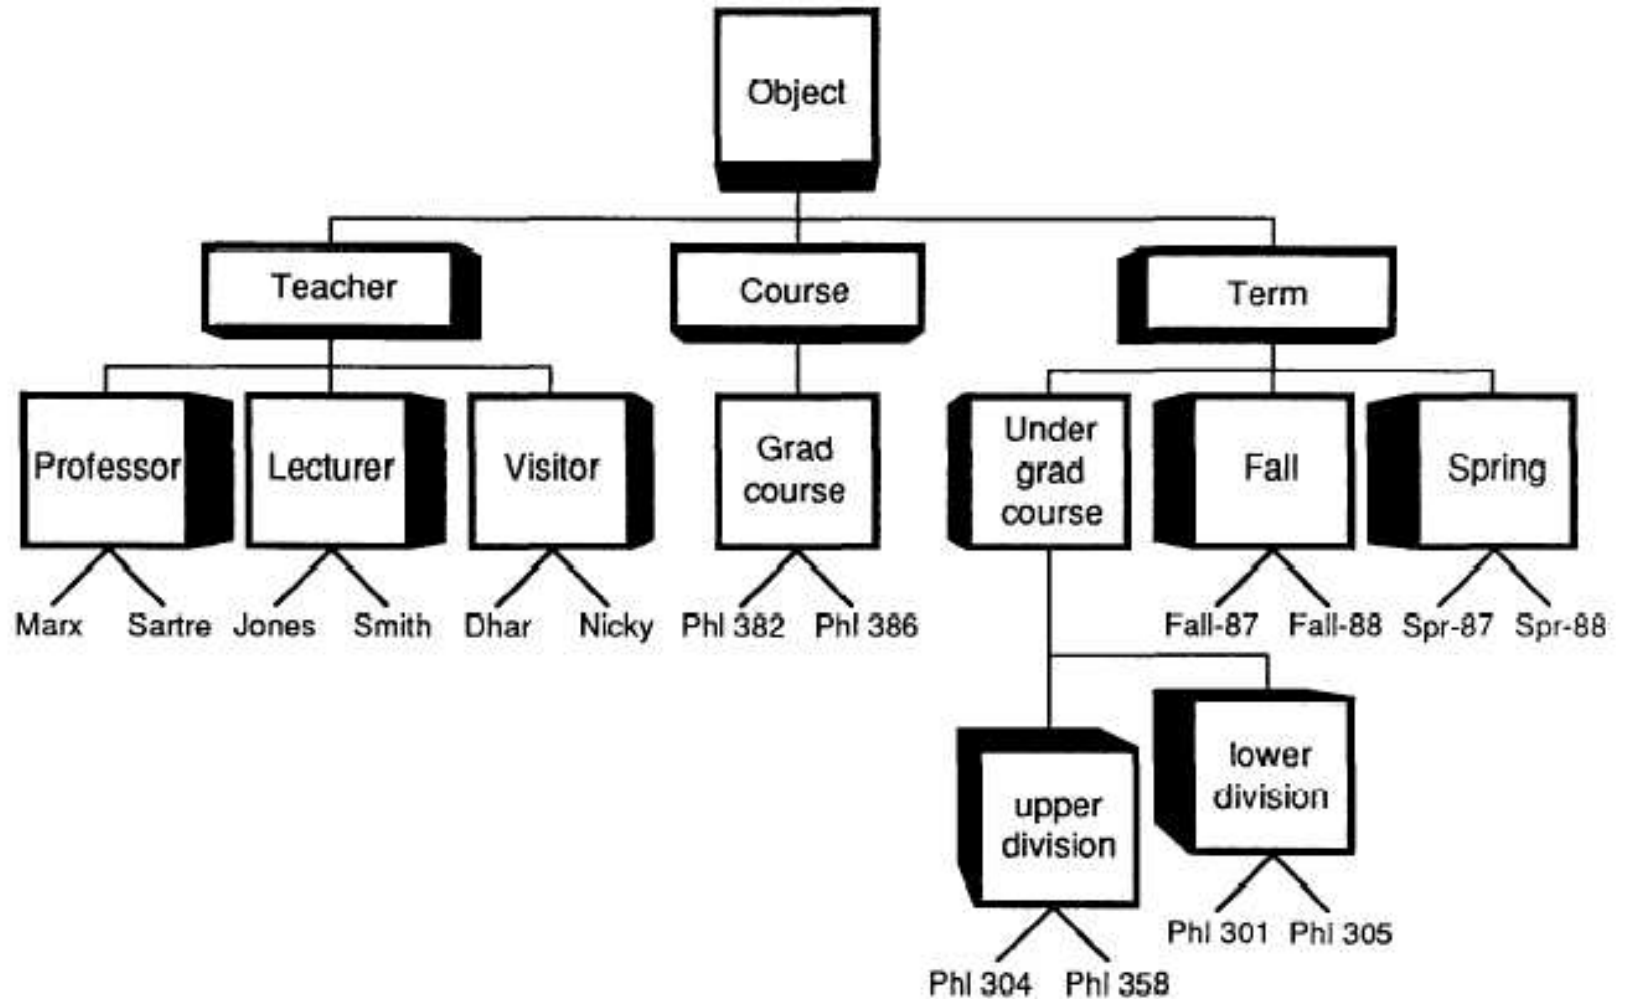 Object
Teacher
Course
Term
Professor
Lecturer
Visitor
Grad
course
Under
grad
course
Fall
Spring
Marx
Sartre
Jones
Smith
Dhar
Nicky
Phl 382
Phl 386
Fall-87
Fall-88
Spr-87
Spr-88
upper
division
lower
division
Phl 301
Phl 305
Phl 304
Phl 358